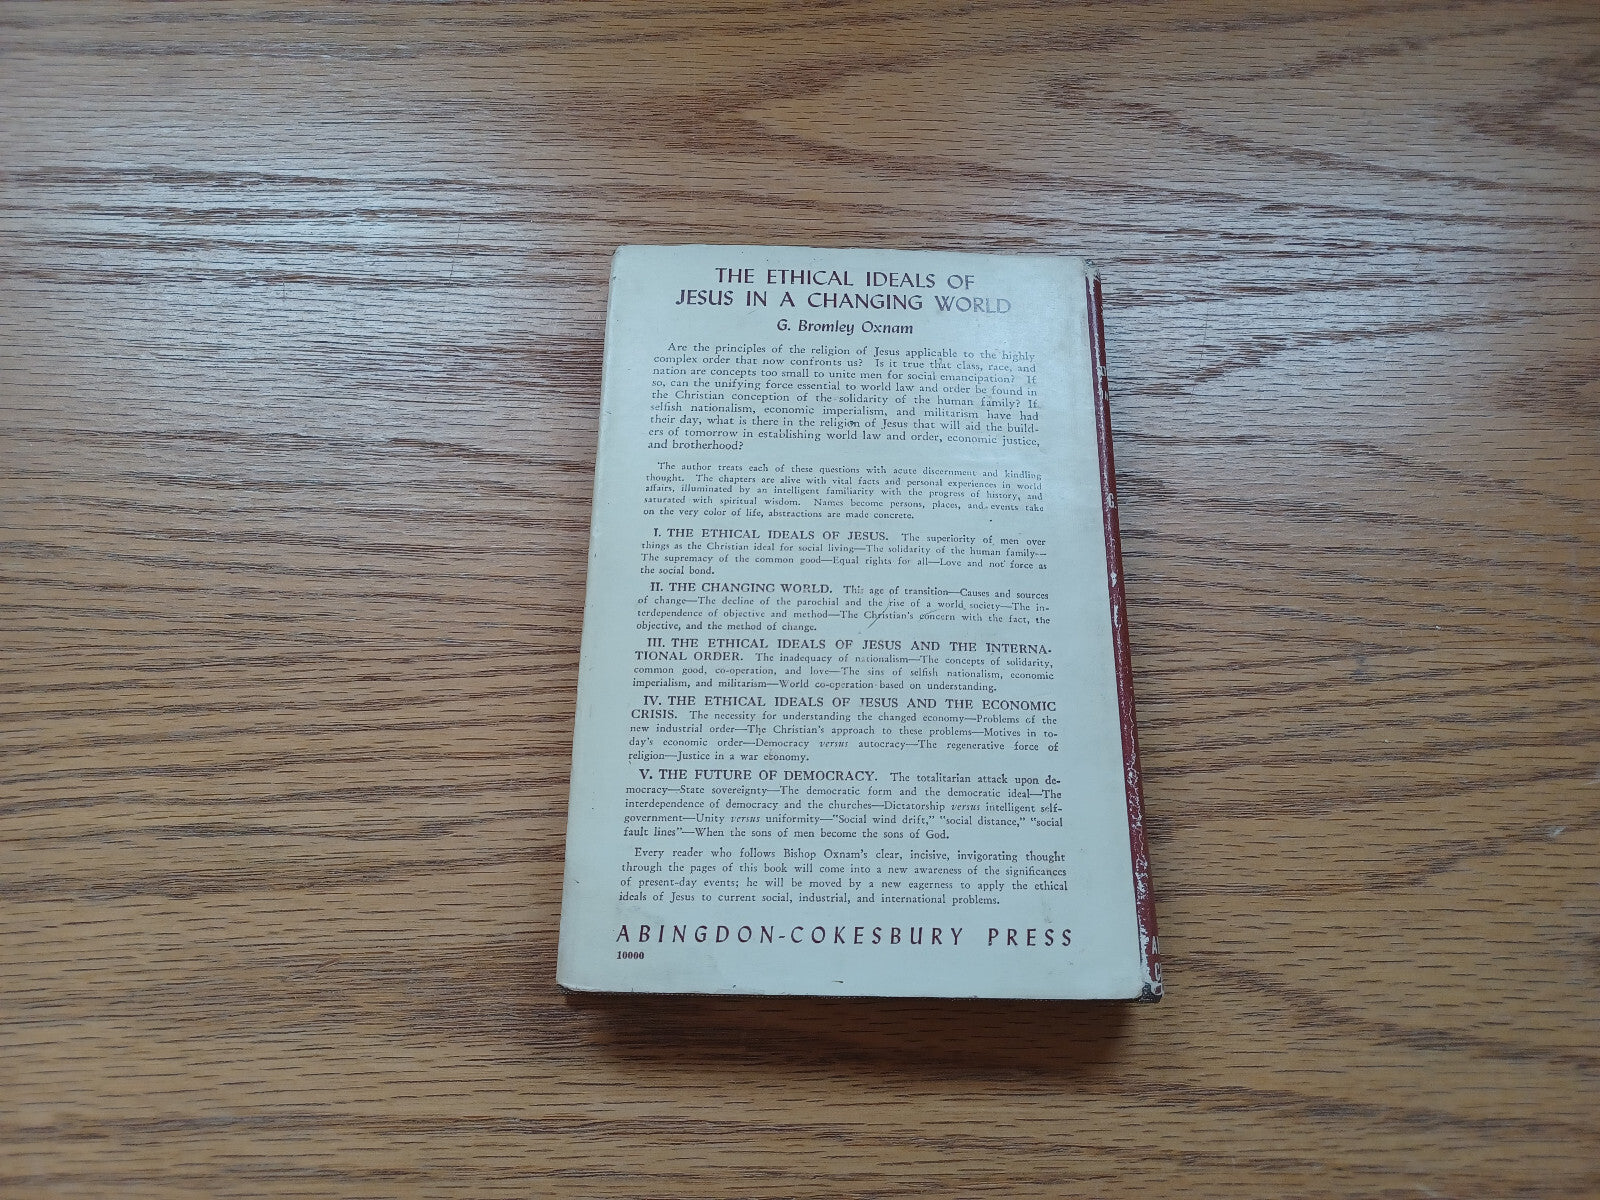 THE ETHICAL IDEALS OF
JESUS IN A CHANGING WORLD
G. Bromley Oxnam
Are the principles of the religion of Jesus applicable to the highly
complex order that now confronts us? Is it true that class, race, and
nation are concepts too small to unite men for social emancipation? If
so, can the unifying force essential to world law and order be found in
the Christian conception of the solidarity of the human family? If
selfish nationalism, economic imperialism, and militarism have had
their day, what is there in the religion of Jesus that will aid the build-
ers of tomorrow in establishing world law and order, economic justice,
and brotherhood?
The author treats each of these questions with acute discernment and kindling
thought. The chapters are alive with vital facts and personal experiences in world
affairs, illuminated by an intelligent familiarity with the progress of history, and
saturated with spiritual wisdom. Names become persons, places, and events take
on the very color of life, abstractions are made concrete.
I. THE ETHICAL IDEALS OF JESUS. The superiority of men over
things as the Christian ideal for social living—The solidarity of the human family—
The supremacy of the common good—Equal rights for all—Love and not force as
the social bond.
II. THE CHANGING WORLD. This age of transition—Causes and sources
of change—The decline of the parochial and the rise of a world society—The in-
terdependence of objective and method—The Christian's concern with the fact, the
objective, and the method of change.
III. THE ETHICAL IDEALS OF JESUS AND THE INTERNA-
TIONAL ORDER. The inadequacy of nationalism—The concepts of solidarity,
common good, co-operation, and love—The sins of selfish nationalism, economic
imperialism, and militarism—World co-operation based on understanding.
IV. THE ETHICAL IDEALS OF JESUS AND THE ECONOMIC
CRISIS. The necessity for understanding the changed economy—Problems of the
new industrial order—The Christian's approach to these problems—Motives in to-
day's economic order—Democracy versus autocracy—The regenerative force of
religion—Justice in a war economy.
V. THE FUTURE OF DEMOCRACY. The totalitarian attack upon de-
mocracy—State sovereignty—The democratic form and the democratic ideal—The
interdependence of democracy and the churches—Dictatorship versus intelligent self-
government—Unity versus uniformity—"Social wind drift," "social distance," "social
fault lines"—When the sons of men become the sons of God.
Every reader who follows Bishop Oxnam's clear, incisive, invigorating thought
through the pages of this book will come into a new awareness of the significances
of present-day events; he will be moved by a new eagerness to apply the ethical
ideals of Jesus to current social, industrial, and international problems.
ABINGDON-COKESBURY PRESS
10000
G.